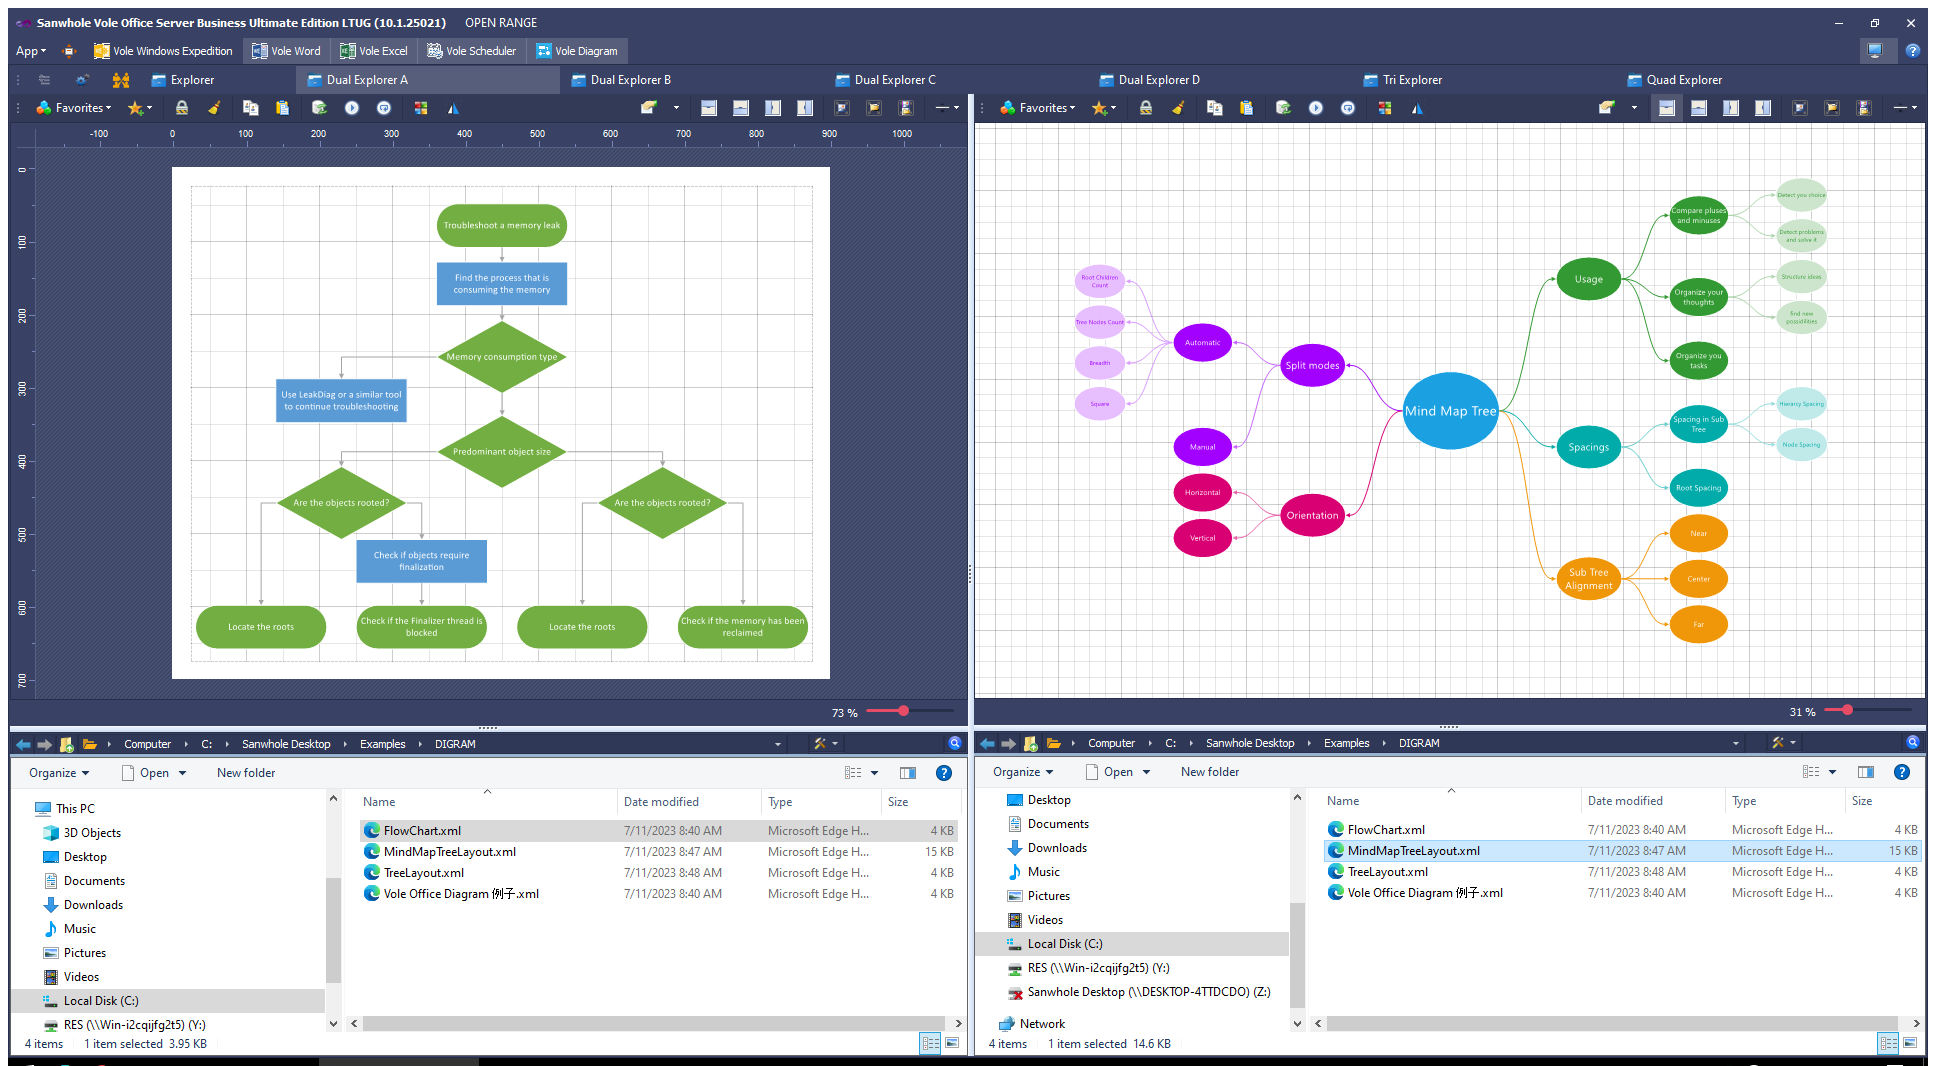 Sanwhole Vole Office Server Business Ultimate Edition LTUG (10.1.25021) OPEN RANGE
App Vole Windows Expedition Vole Word Vole Excel Vole Scheduler Vole Diagram
Explorer Dual Explorer A Dual Explorer B Dual Explorer C Dual Explorer D Tri Explorer Quad Explorer
Favorites
-100 0 100 200 300 400 500 600 700 800 900 1000
0
100
200
300
400
500
600
700
Troubleshoot a memory leak
Find the process that is
consuming the memory
Memory consumption type
Use LeakDiag or a similar tool
to continue troubleshooting
Predominant object size
Are the objects rooted? Are the objects rooted?
Check if objects require
finalization
Locate the roots
Check if the Finalizer thread is
blocked
Locate the roots
Check if the memory has been
reclaimed
73 %
Favorites
Mind Map Tree
Split modes
Automatic
Root Children
Count
Tree Nodes Count
Breadth
Square
Manual
Orientation
Horizontal
Vertical
Usage
Compare pluses
and minuses
Detect you choice
Detect problems
and solve it
Organize your
thoughts
Structure ideas
find new
possidilities
Organize you
tasks
Spacings
Spacing in Sub
Tree
Hierarcy Spacing
Node Spacing
Root Spacing
Sub Tree
Alignment
Near
Center
Far
31 %
Computer C: Sanwhole Desktop Examples DIGRAM
Organize Open New folder
This PC
3D Objects
Desktop
Documents
Downloads
Music
Pictures
Videos
Local Disk (C:)
RES (\\Win-i2cqijfg2t5) (Y:)
Name Date modified Type Size
FlowChart.xml 7/11/2023 8:40 AM Microsoft Edge H... 4 KB
MindMapTreeLayout.xml 7/11/2023 8:47 AM Microsoft Edge H... 15 KB
TreeLayout.xml 7/11/2023 8:48 AM Microsoft Edge H... 4 KB
Vole Office Diagram 例子.xml 7/11/2023 8:40 AM Microsoft Edge H... 4 KB
4 items 1 item selected 3.95 KB
Computer C: Sanwhole Desktop Examples DIGRAM
Organize Open New folder
Desktop
Documents
Downloads
Music
Pictures
Videos
Local Disk (C:)
RES (\\Win-i2cqijfg2t5) (Y:)
Sanwhole Desktop (\\DESKTOP-4TTDCDO) (Z:)
Network
Name Date modified Type Size
FlowChart.xml 7/11/2023 8:40 AM Microsoft Edge H... 4 KB
MindMapTreeLayout.xml 7/11/2023 8:47 AM Microsoft Edge H... 15 KB
TreeLayout.xml 7/11/2023 8:48 AM Microsoft Edge H... 4 KB
Vole Office Diagram 例子.xml 7/11/2023 8:40 AM Microsoft Edge H... 4 KB
4 items 1 item selected 14.6 KB